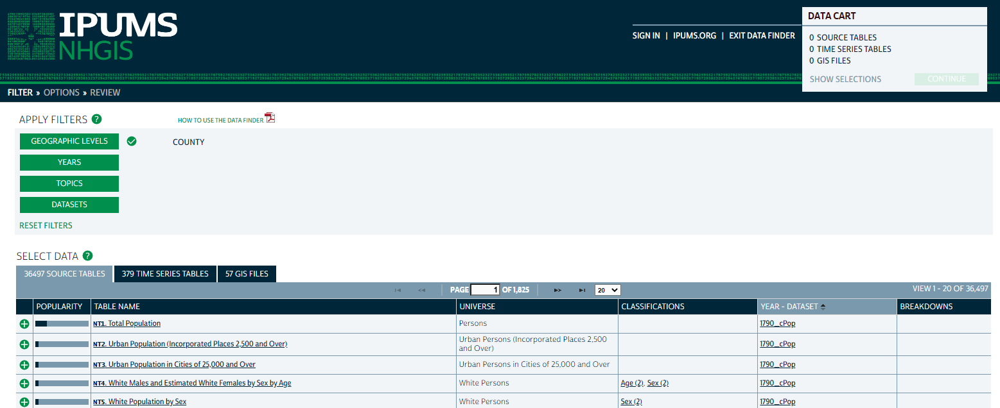 IPUMS
NHGIS
SIGN IN | IPUMS.ORG | EXIT DATA FINDER
DATA CART
0 SOURCE TABLES
0 TIME SERIES TABLES
0 GIS FILES
SHOW SELECTIONS CONTINUE
FILTER » OPTIONS » REVIEW
APPLY FILTERS ? HOW TO USE THE DATA FINDER
GEOGRAPHIC LEVELS COUNTY
YEARS
TOPICS
DATASETS
RESET FILTERS
SELECT DATA ?
36497 SOURCE TABLES 379 TIME SERIES TABLES 57 GIS FILES
PAGE 1 OF 1,825 20 VIEW 1 - 20 OF 36,497
POPULARITY TABLE NAME UNIVERSE CLASSIFICATIONS YEAR - DATASET BREAKDOWNS
NT1. Total Population Persons 1790_cPop
NT2. Urban Population (Incorporated Places 2,500 and Over) Urban Persons (Incorporated Places 2,500 and Over) 1790_cPop
NT3. Urban Population in Cities of 25,000 and Over Urban Persons in Cities of 25,000 and Over 1790_cPop
NT4. White Males and Estimated White Females by Sex by Age White Persons Age (2), Sex (2) 1790_cPop
NT5. White Population by Sex White Persons Sex (2) 1790_cPop